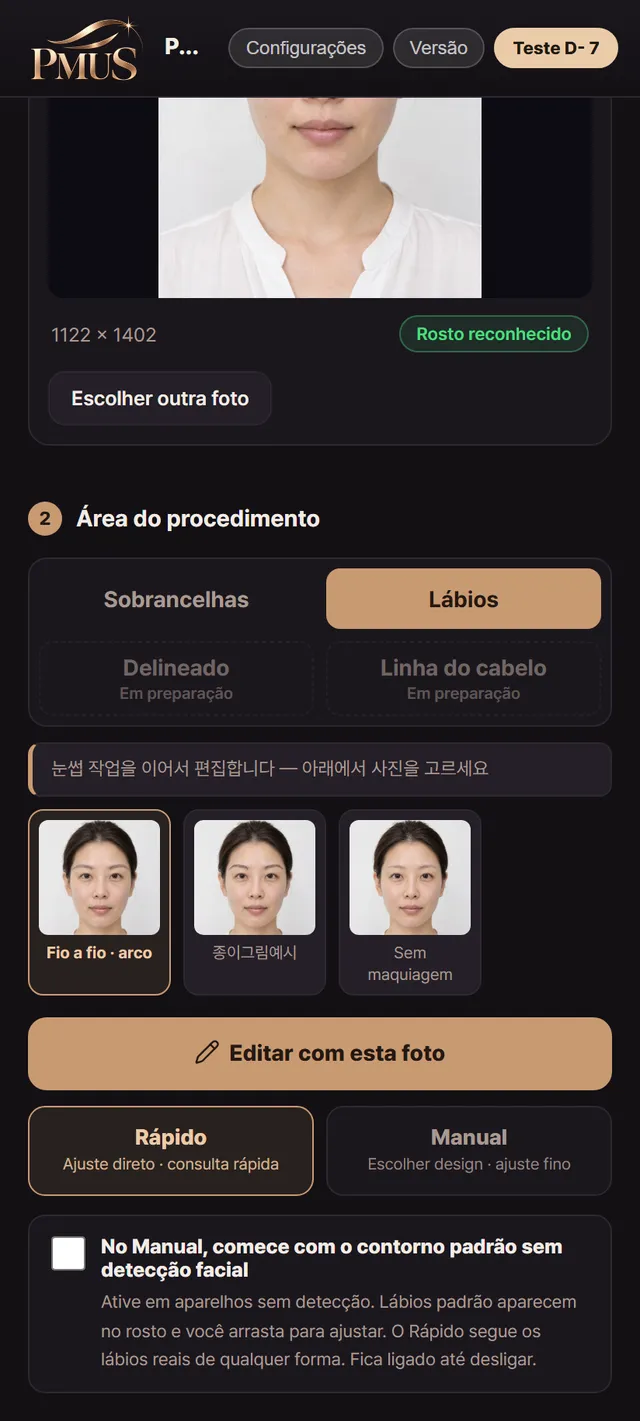 PMUS
P...
Configurações
Versão
Teste D- 7
1122 × 1402
Rosto reconhecido
Escolher outra foto
2
Área do procedimento
Sobrancelhas
Lábios
Delineado
Em preparação
Linha do cabelo
Em preparação
눈썹 작업을 이어서 편집합니다 — 아래에서 사진을 고르세요
Fio a fio · arco
종이그림예시
Sem
maquiagem
Editar com esta foto
Rápido
Ajuste direto · consulta rápida
Manual
Escolher design · ajuste fino
No Manual, comece com o contorno padrão sem
detecção facial
Ative em aparelhos sem detecção. Lábios padrão aparecem
no rosto e você arrasta para ajustar. O Rápido segue os
lábios reais de qualquer forma. Fica ligado até desligar.